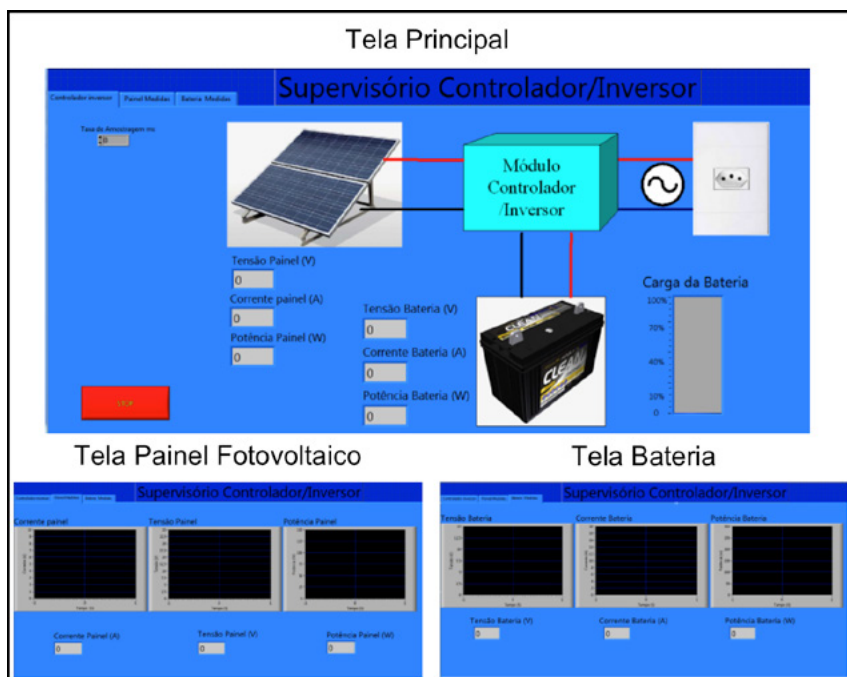 Tela Principal
Supervisório Controlador/Inversor
Controlador inversor
Painel Medidas
Bateria Medidas
Taxa de Amostragem ms
0
Módulo
Controlador
/Inversor
Tensão Painel (V)
0
Corrente painel (A)
0
Potência Painel (W)
0
Tensão Bateria (V)
0
Corrente Bateria (A)
0
Potência Bateria (W)
0
CLEAN
CLEAN
Carga da Bateria
100%
70%
40%
10%
0
STOP
Tela Painel Fotovoltaico
Supervisório Controlador/Inversor
Corrente painel
Tensão Painel
Potência Painel
Corrente Painel (A)
0
Tensão Painel (V)
0
Potência Painel (W)
0
Tela Bateria
Supervisório Controlador/Inversor
Tensão Bateria
Corrente Bateria
Potência Bateria
Tensão Bateria (V)
0
Corrente Bateria (A)
0
Potência Bateria (W)
0